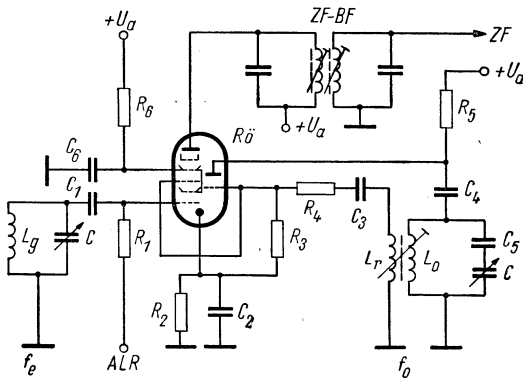 ZF-BF
ZF
+Ua
+Ua
R6
R5
+Ua
Rö
C6
C1
C4
R4
C3
Lg
C
R1
R3
Lr
Lo
C5
C
R2
C2
fe
ALR
fo